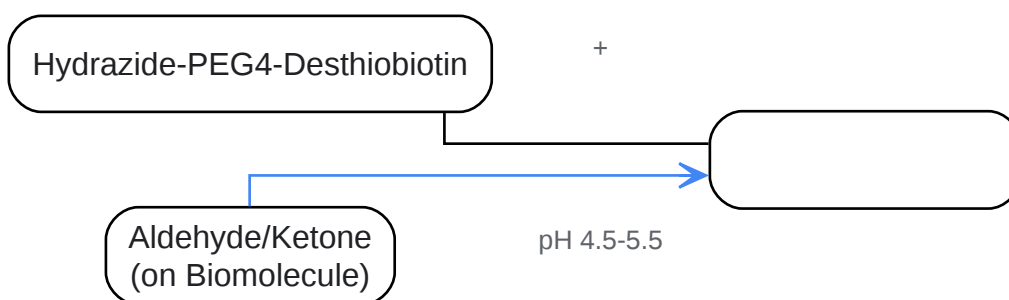 Hydrazide-PEG4-Desthiobiotin
+
Aldehyde/Ketone
(on Biomolecule)
pH 4.5-5.5